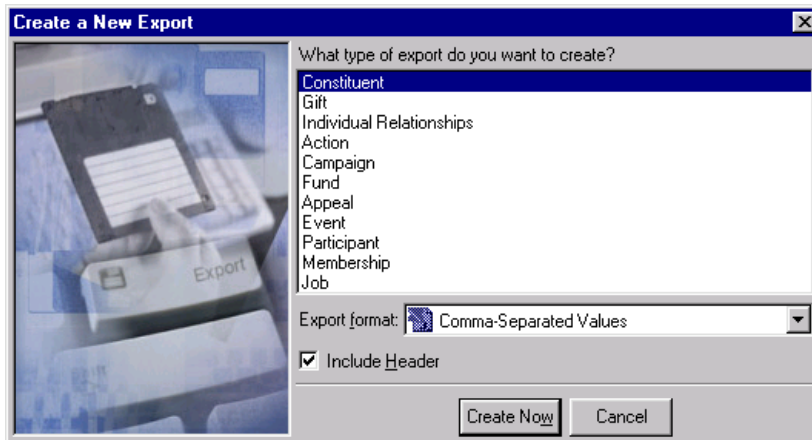 Create a New Export
What type of export do you want to create?
Constituent
Gift
Individual Relationships
Action
Campaign
Fund
Appeal
Event
Participant
Membership
Job
Export
Export format: Comma-Separated Values
Include Header
Create Now Cancel